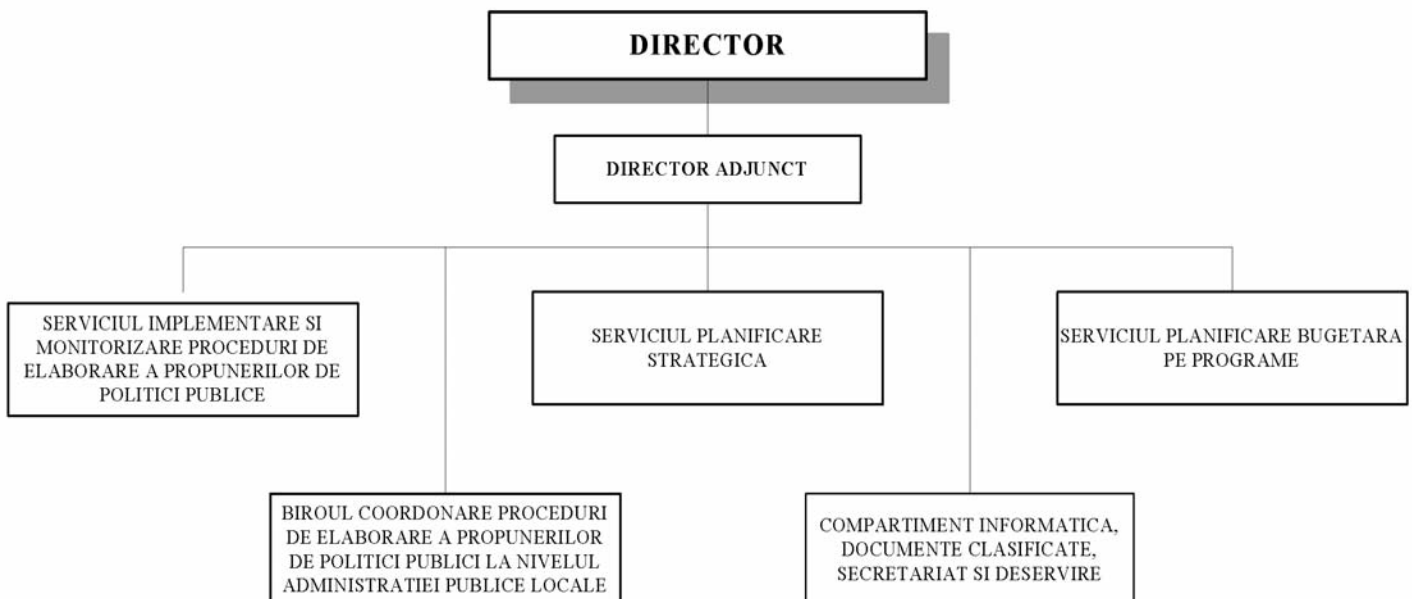 DIRECTOR
DIRECTOR ADJUNCT
SERVICIUL IMPLEMENTARE SI
MONITORIZARE PROCEDURI DE
ELABORARE A PROPUNERILOR DE
POLITICI PUBLICE
SERVICIUL PLANIFICARE
STRATEGICA
SERVICIUL PLANIFICARE BUGETARA
PE PROGRAME
BIROUL COORDONARE PROCEDURI
DE ELABORARE A PROPUNERILOR
DE POLITICI PUBLICI LA NIVELUL
ADMINISTRATIEI PUBLICE LOCALE
COMPARTIMENT INFORMATICA,
DOCUMENTE CLASIFICATE,
SECRETARIAT SI DESERVIRE